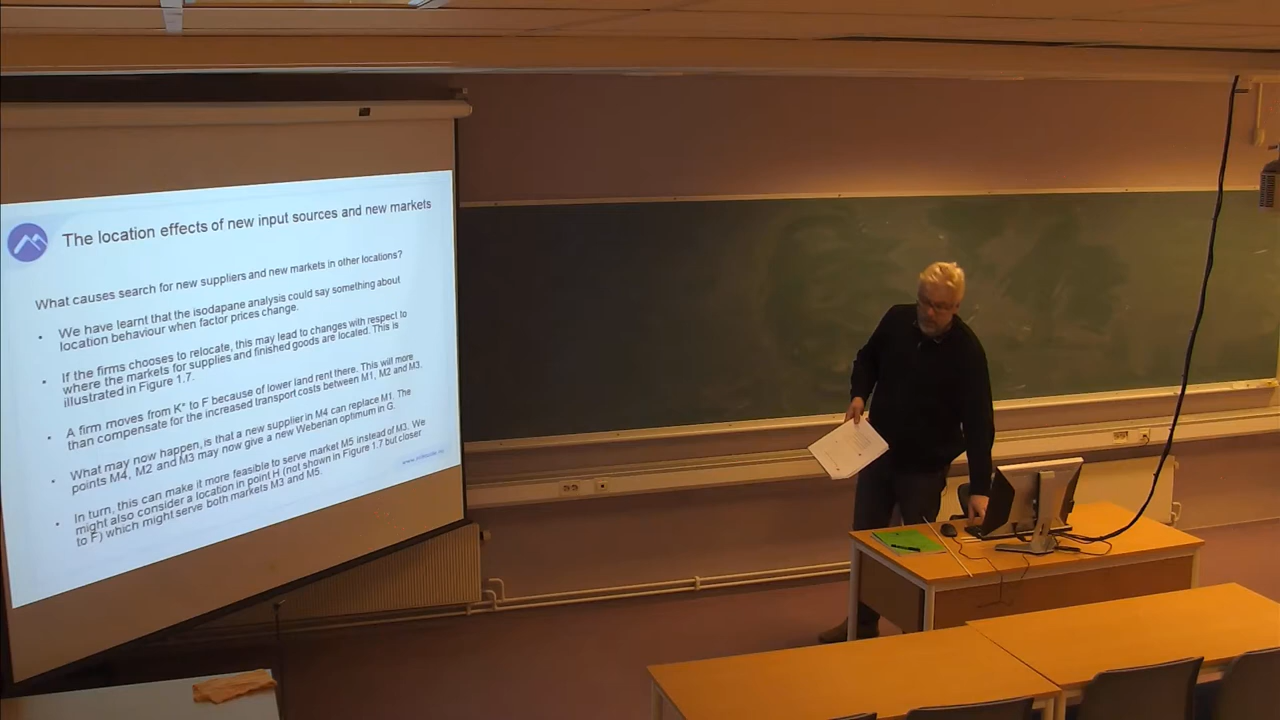 The location effects of new input sources and new markets
What causes search for new suppliers and new markets in other locations?
• We have learnt that the isodapane analysis could say something about
location behaviour when factor prices change.
• If the firms chooses to relocate, this may lead to changes with respect to
where the markets for supplies and finished goods are located. This is
illustrated in Figure 1.7.
• A firm moves from K* to F because of lower land rent there. This will more
than compensate for the increased transport costs between M1, M2 and M3.
• What may now happen, is that a new supplier in M4 can replace M1. The
points M4, M2 and M3 may now give a new Weberian optimum in G.
• In turn, this can make it more feasible to serve market M5 instead of M3. We
might also consider a location in point H (not shown in Figure 1.7 but closer
to F) which might serve both markets M3 and M5.